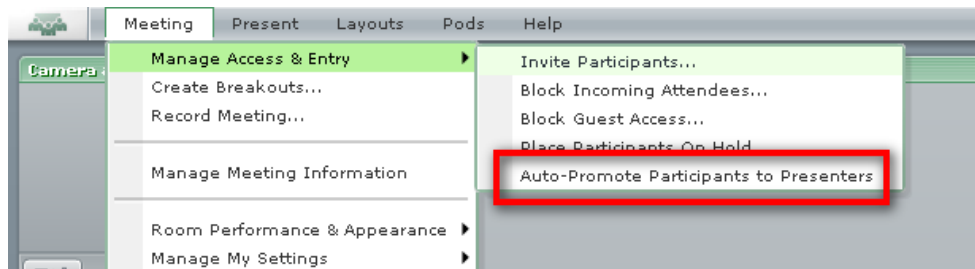 Meeting Present Layouts Pods Help
Camera
Manage Access & Entry
Create Breakouts...
Record Meeting...
Manage Meeting Information
Room Performance & Appearance
Manage My Settings
Invite Participants...
Block Incoming Attendees...
Block Guest Access...
Place Participants On Hold
Auto-Promote Participants to Presenters